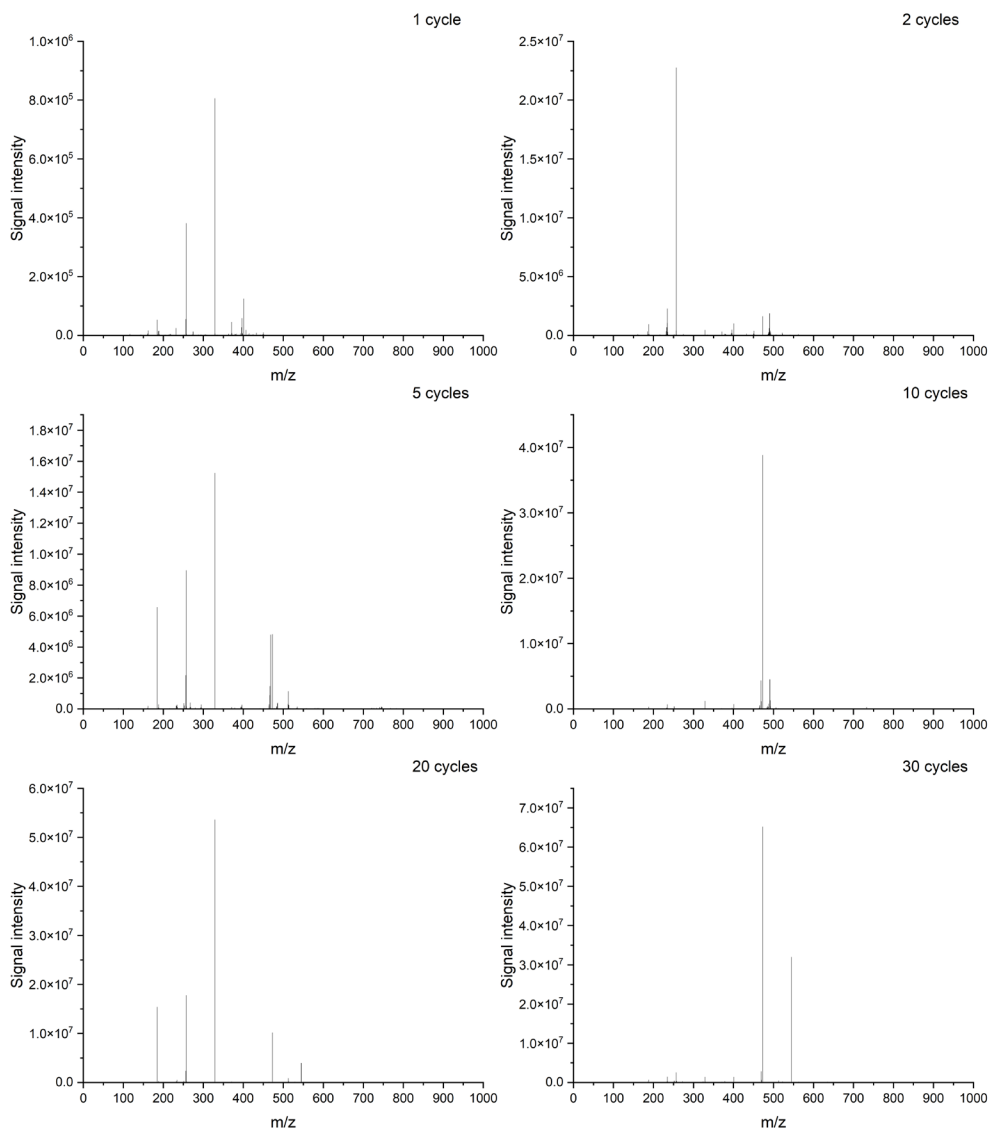 1 cycle
Signal intensity
1.0×10⁶
8.0×10⁵
6.0×10⁵
4.0×10⁵
2.0×10⁵
0.0
0 100 200 300 400 500 600 700 800 900 1000
m/z
2 cycles
Signal intensity
2.5×10⁷
2.0×10⁷
1.5×10⁷
1.0×10⁷
5.0×10⁶
0.0
0 100 200 300 400 500 600 700 800 900 1000
m/z
5 cycles
Signal intensity
1.8×10⁷
1.6×10⁷
1.4×10⁷
1.2×10⁷
1.0×10⁷
8.0×10⁶
6.0×10⁶
4.0×10⁶
2.0×10⁶
0.0
0 100 200 300 400 500 600 700 800 900 1000
m/z
10 cycles
Signal intensity
4.0×10⁷
3.0×10⁷
2.0×10⁷
1.0×10⁷
0.0
0 100 200 300 400 500 600 700 800 900 1000
m/z
20 cycles
Signal intensity
6.0×10⁷
5.0×10⁷
4.0×10⁷
3.0×10⁷
2.0×10⁷
1.0×10⁷
0.0
0 100 200 300 400 500 600 700 800 900 1000
m/z
30 cycles
Signal intensity
7.0×10⁷
6.0×10⁷
5.0×10⁷
4.0×10⁷
3.0×10⁷
2.0×10⁷
1.0×10⁷
0.0
0 100 200 300 400 500 600 700 800 900 1000
m/z